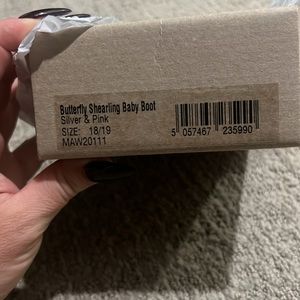 Butterfly Shearling Baby Boot
Silver & Pink
SIZE: 18/19
MAW20111
5 057467 235990